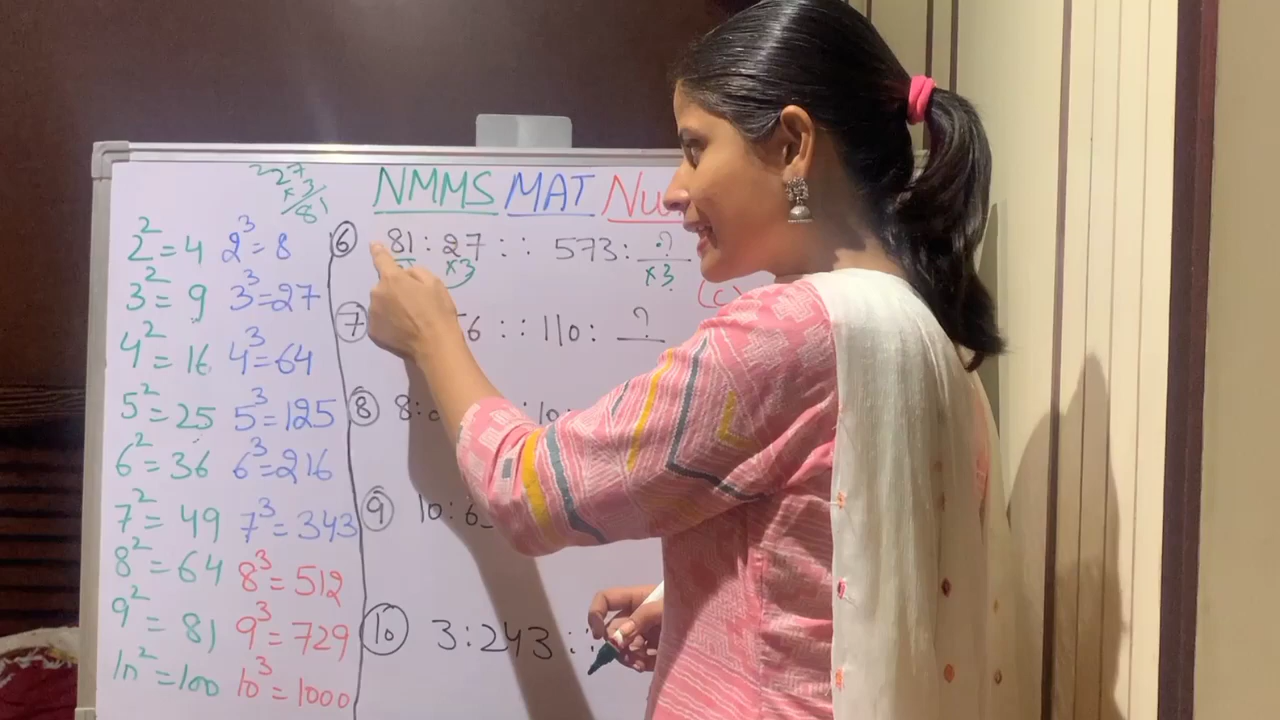 27
×3
81
NMMS MAT Nu
2² = 4 2³ = 8
3² = 9 3³ = 27
4² = 16 4³ = 64
5² = 25 5³ = 125
6² = 36 6³ = 216
7² = 49 7³ = 343
8² = 64 8³ = 512
9² = 81 9³ = 729
10² = 100 10³ = 1000
6 81 : 27 :: 573 : ?
×3 ×3
(c)
7 6 :: 110 : ?
8 8 :
9 10 :
10 3 : 243 ::